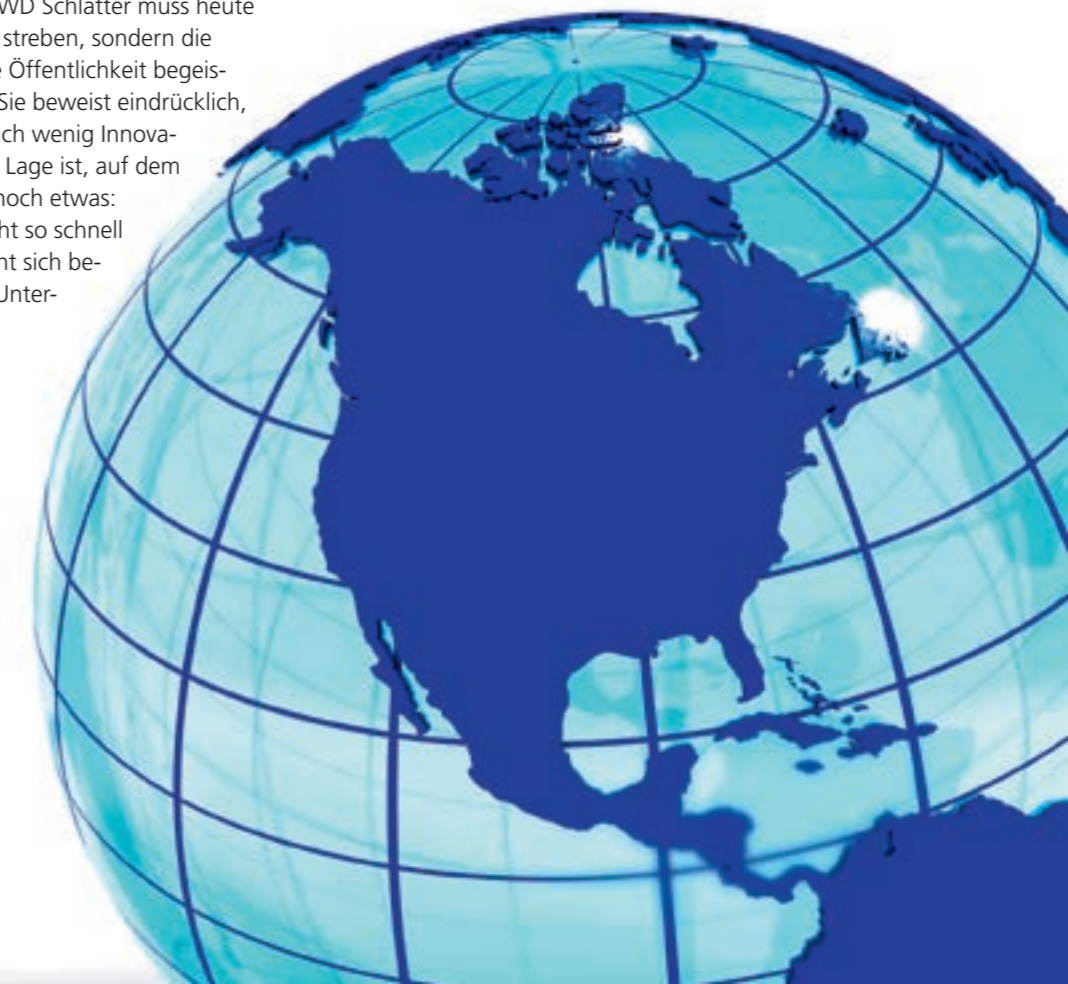 WD Schlatter muss heute
streben, sondern die
Öffentlichkeit begeis-
Sie beweist eindrücklich,
ch wenig Innova-
Lage ist, auf dem
noch etwas:
ht so schnell
nt sich be-
Unter-